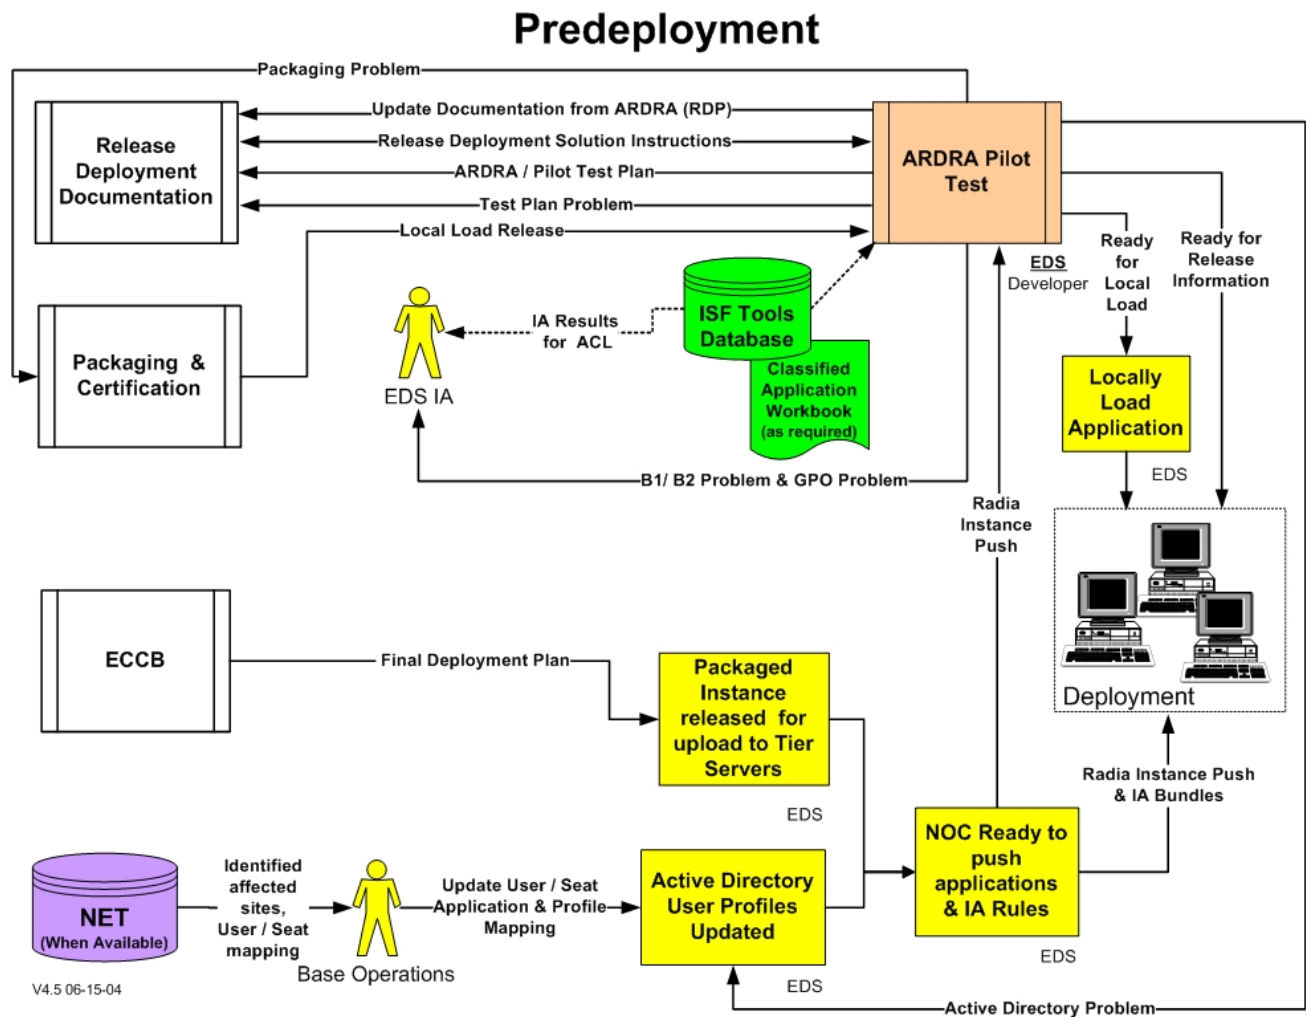 Predeployment
Packaging Problem
Update Documentation from ARDRA (RDP)
Release Deployment Solution Instructions
ARDRA / Pilot Test Plan
Test Plan Problem
Local Load Release
Release
Deployment
Documentation
ARDRA Pilot
Test
EDS
Developer
Ready
for
Local
Load
Ready for
Release
Information
Packaging &
Certification
EDS IA
IA Results
for ACL
ISF Tools
Database
Classified
Application
Workbook
(as required)
Locally
Load
Application
EDS
B1/ B2 Problem & GPO Problem
Radia
Instance
Push
Deployment
ECCB
Final Deployment Plan
Packaged
Instance
released for
upload to Tier
Servers
EDS
Radia Instance Push
& IA Bundles
NOC Ready to
push
applications
& IA Rules
EDS
NET
(When Available)
Identified
affected
sites,
User / Seat
mapping
Base Operations
Update User / Seat
Application & Profile
Mapping
Active Directory
User Profiles
Updated
EDS
Active Directory Problem
V4.5 06-15-04